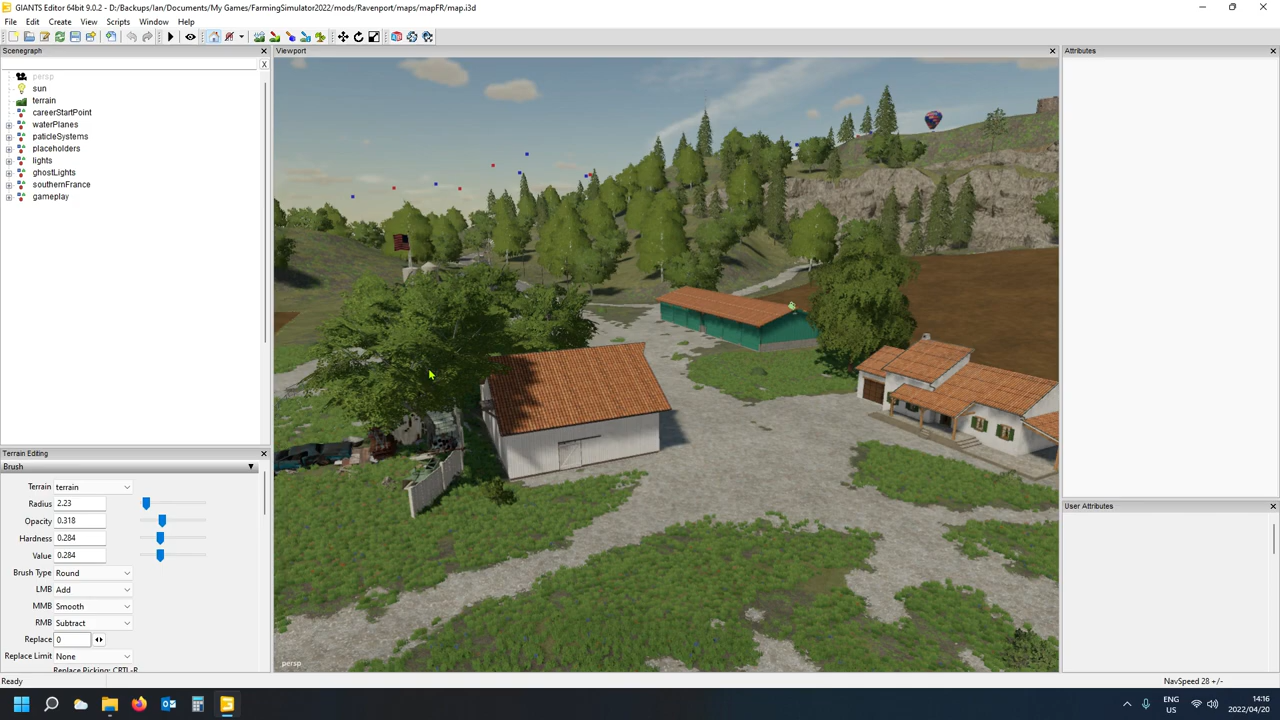 GIANTS Editor 64bit v 9.0.2 - D:/Backups/Ian/Documents/My Games/FarmingSimulator2022/mods/Ravenport/maps/mapFR/map.i3d
File Edit Create View Scripts Window Help
Scenegraph
persp
sun
terrain
careerStartPoint
waterPlanes
paticleSystems
placeholders
lights
ghostLights
southernFrance
gameplay
Terrain Editing
Brush
Terrain terrain
Radius 2.23
Opacity 0.318
Hardness 0.284
Value 0.284
Brush Type Round
LMB Add
MMB Smooth
RMB Subtract
Replace 0
Replace Limit None
Replace Picking: CRTL-R
Ready
Viewport
persp
Attributes
User Attributes
NavSpeed 28 +/-
ENG
US
14:16
2022/04/20